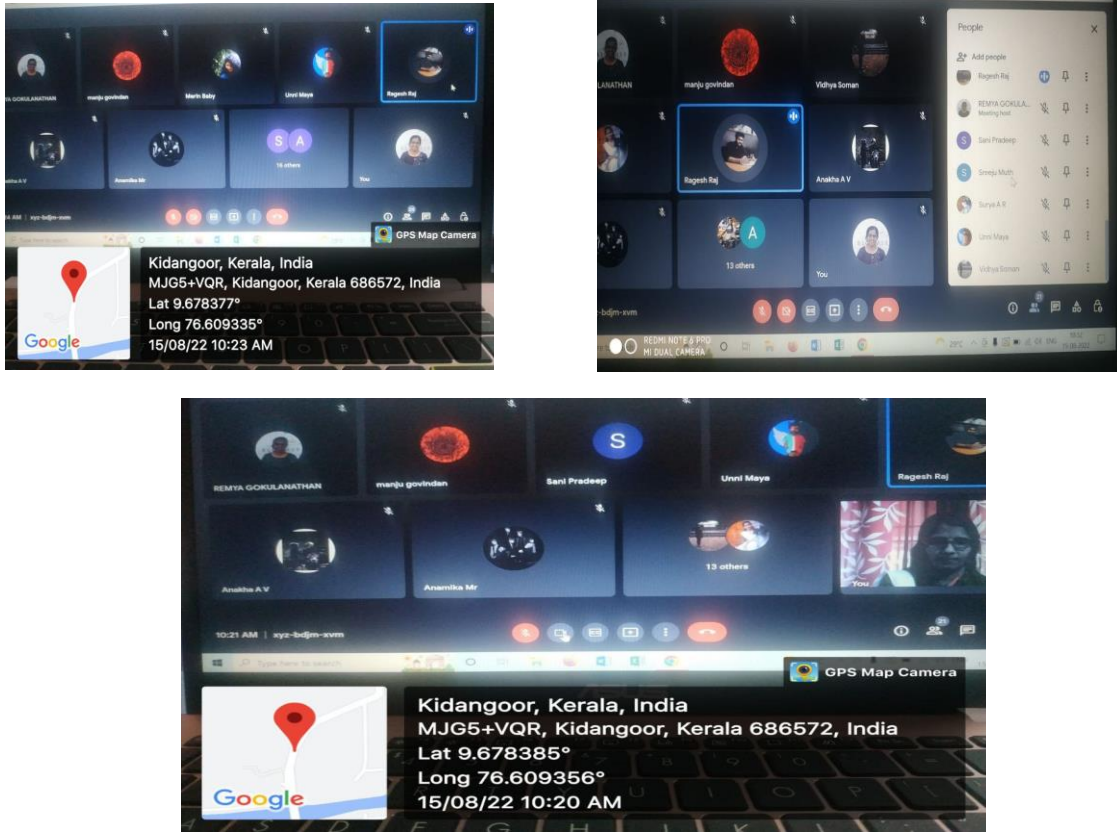 manju govindan
Merin Baby
Unni Maya
Ragesh Raj
Anamika Mr
S A
16 others
You
GPS Map Camera
Kidangoor, Kerala, India
MJG5+VQR, Kidangoor, Kerala 686572, India
Lat 9.678377°
Long 76.609335°
15/08/22 10:23 AM
Google
People
Add people
LANATHAN
manju govindan
Vidhya Soman
Ragesh Raj
REMYA GOKULA...
Meeting host
Sani Pradeep
Ragesh Raj
Anakha A V
S
S
Sreeju Muth
Surya A R
Unni Maya
Vidhya Soman
A
13 others
You
21
REDMI NOTE 6 PRO
MI DUAL CAMERA
29°C
ENG
S
REMYA GOKULANATHAN
manju govindan
Sani Pradeep
Unni Maya
Ragesh Raj
Anakha A V
Anamika Mr
13 others
You
10:21 AM | xyz-bdjm-xvm
21
Type here to search
GPS Map Camera
Kidangoor, Kerala, India
MJG5+VQR, Kidangoor, Kerala 686572, India
Lat 9.678385°
Long 76.609356°
15/08/22 10:20 AM
Google